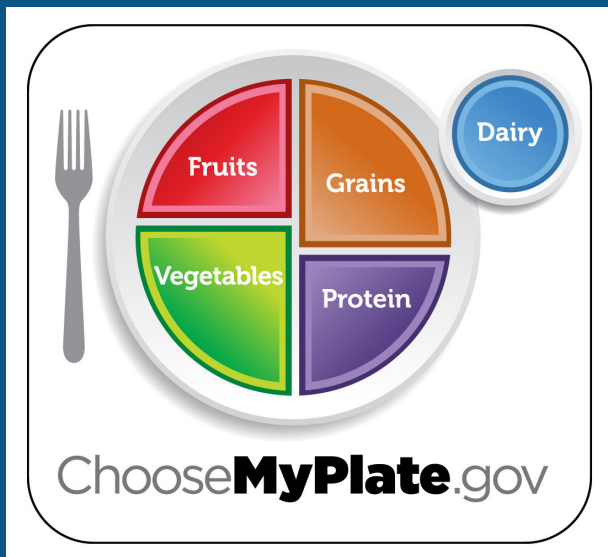 Fruits
Grains
Dairy
Vegetables
Protein
ChooseMyPlate.gov